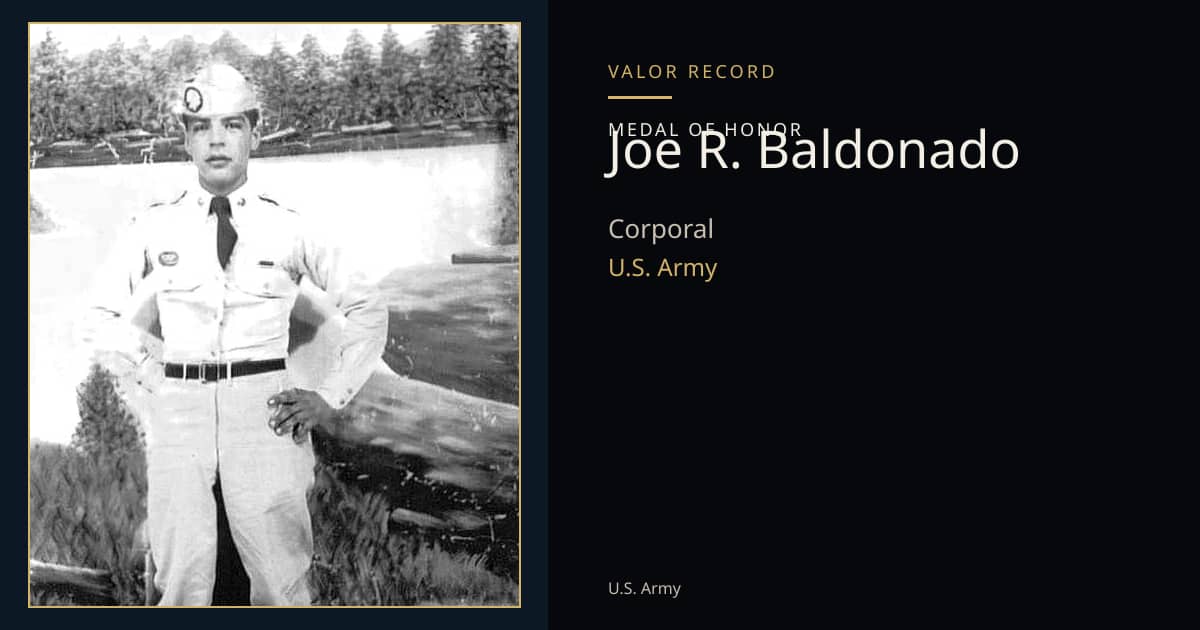 VALOR RECORD
MEDAL OF HONOR
Joe R. Baldonado
Corporal
U.S. Army
U.S. Army